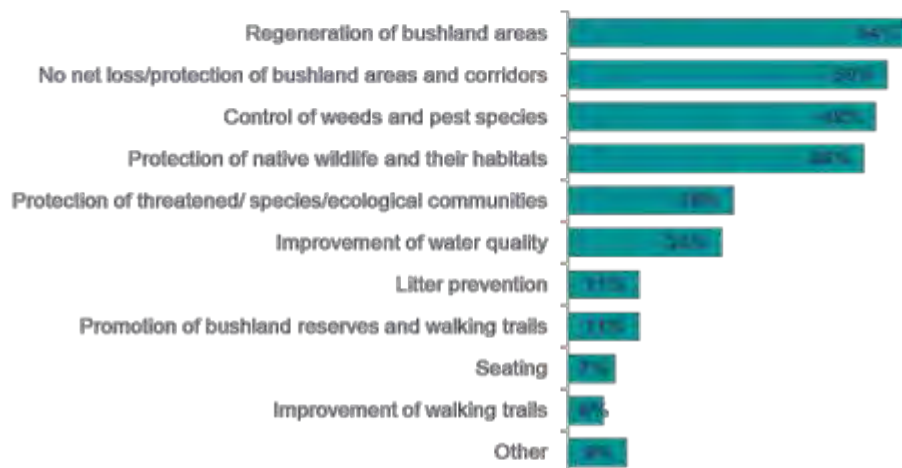 Regeneration of bushland areas
No net loss/protection of bushland areas and corridors
Control of weeds and pest species
Protection of native wildlife and their habitats
Protection of threatened/ species/ecological communities
Improvement of water quality
Litter prevention 11%
Promotion of bushland reserves and walking trails 11%
Seating
Improvement of walking trails
Other